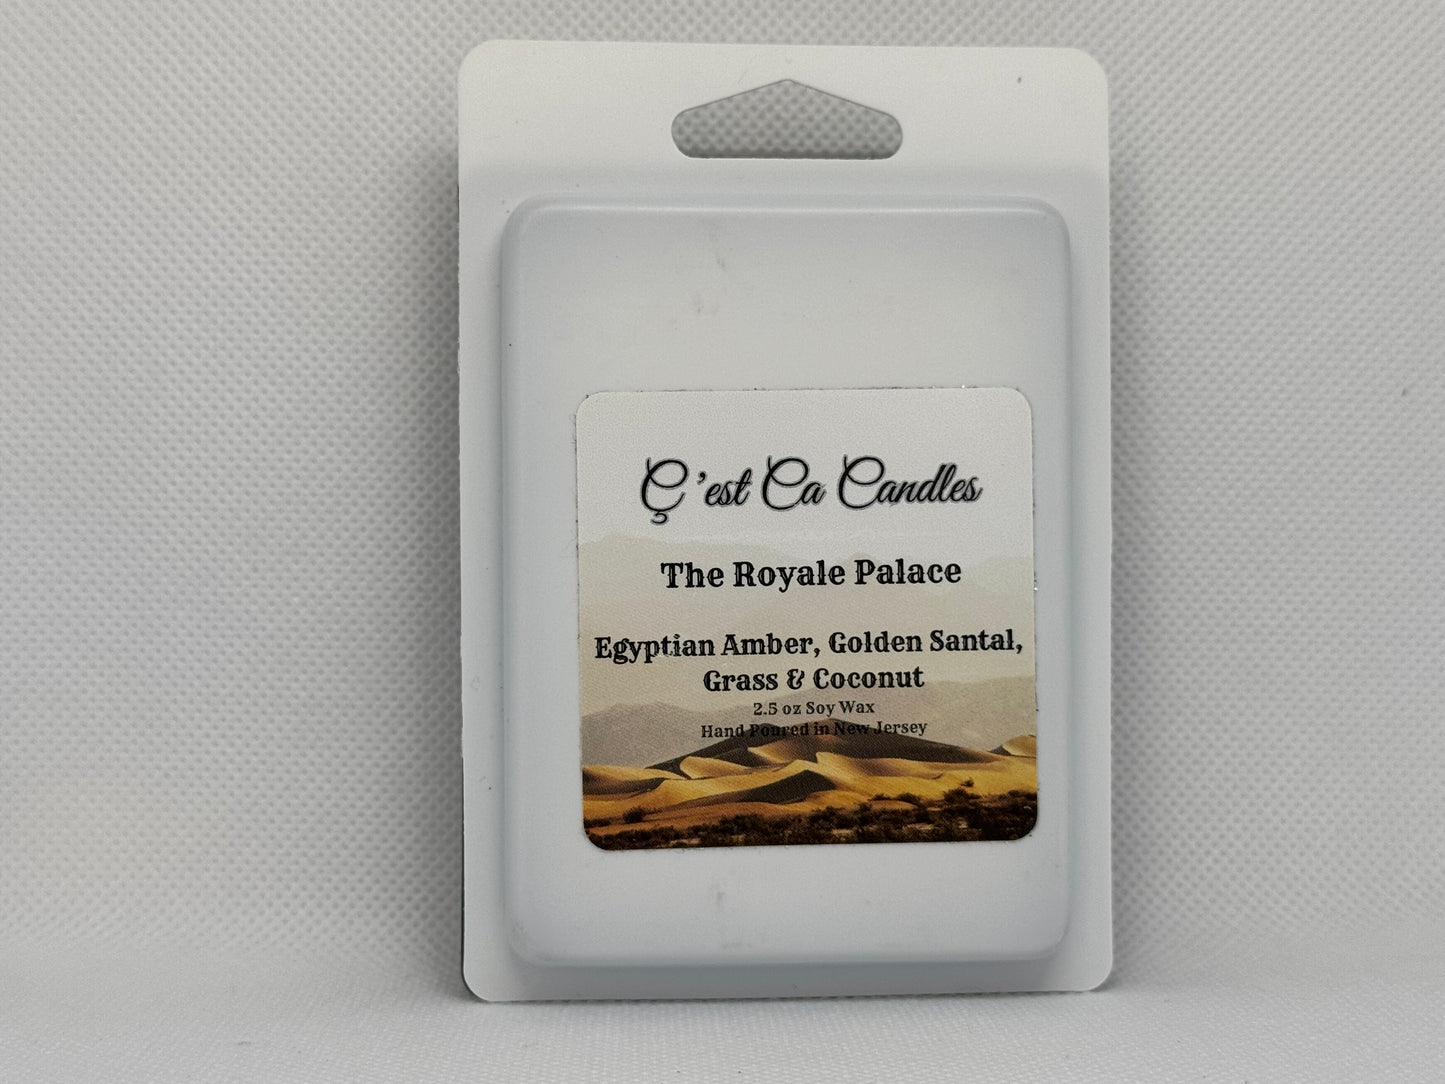 Ç'est Ca Candles
The Royale Palace
Egyptian Amber, Golden Santal,
Grass & Coconut
2.5 oz Soy Wax
Hand Poured in New Jersey